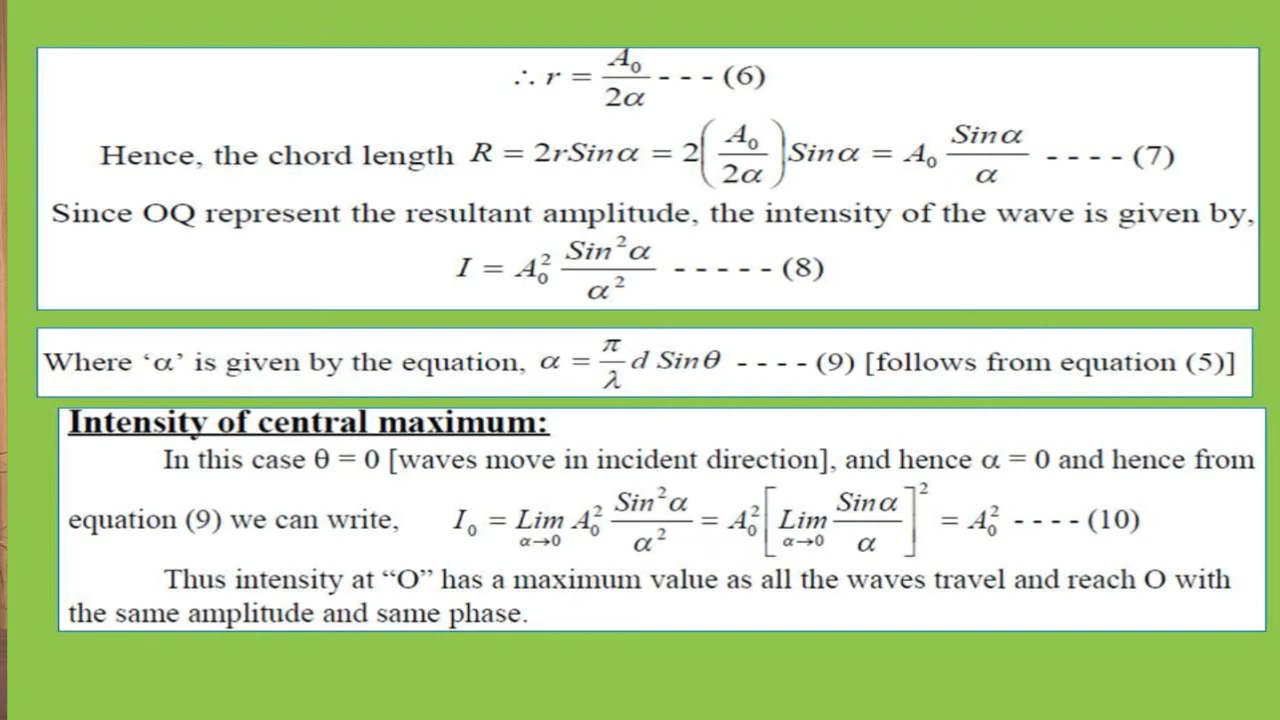 ∴ r = A₀/2α - - - (6)
Hence, the chord length R = 2rSinα = 2(A₀/2α)Sinα = A₀ Sinα/α - - - - (7)
Since OQ represent the resultant amplitude, the intensity of the wave is given by,
I = A₀² Sin²α/α² - - - - - (8)
Where ‘α’ is given by the equation, α = π/λ d Sinθ - - - - (9) [follows from equation (5)]
Intensity of central maximum:
In this case θ = 0 [waves move in incident direction], and hence α = 0 and hence from
equation (9) we can write, I₀ = Lim α→0 A₀² Sin²α/α² = A₀² [Lim α→0 Sinα/α]² = A₀² - - - - (10)
Thus intensity at “O” has a maximum value as all the waves travel and reach O with
the same amplitude and same phase.